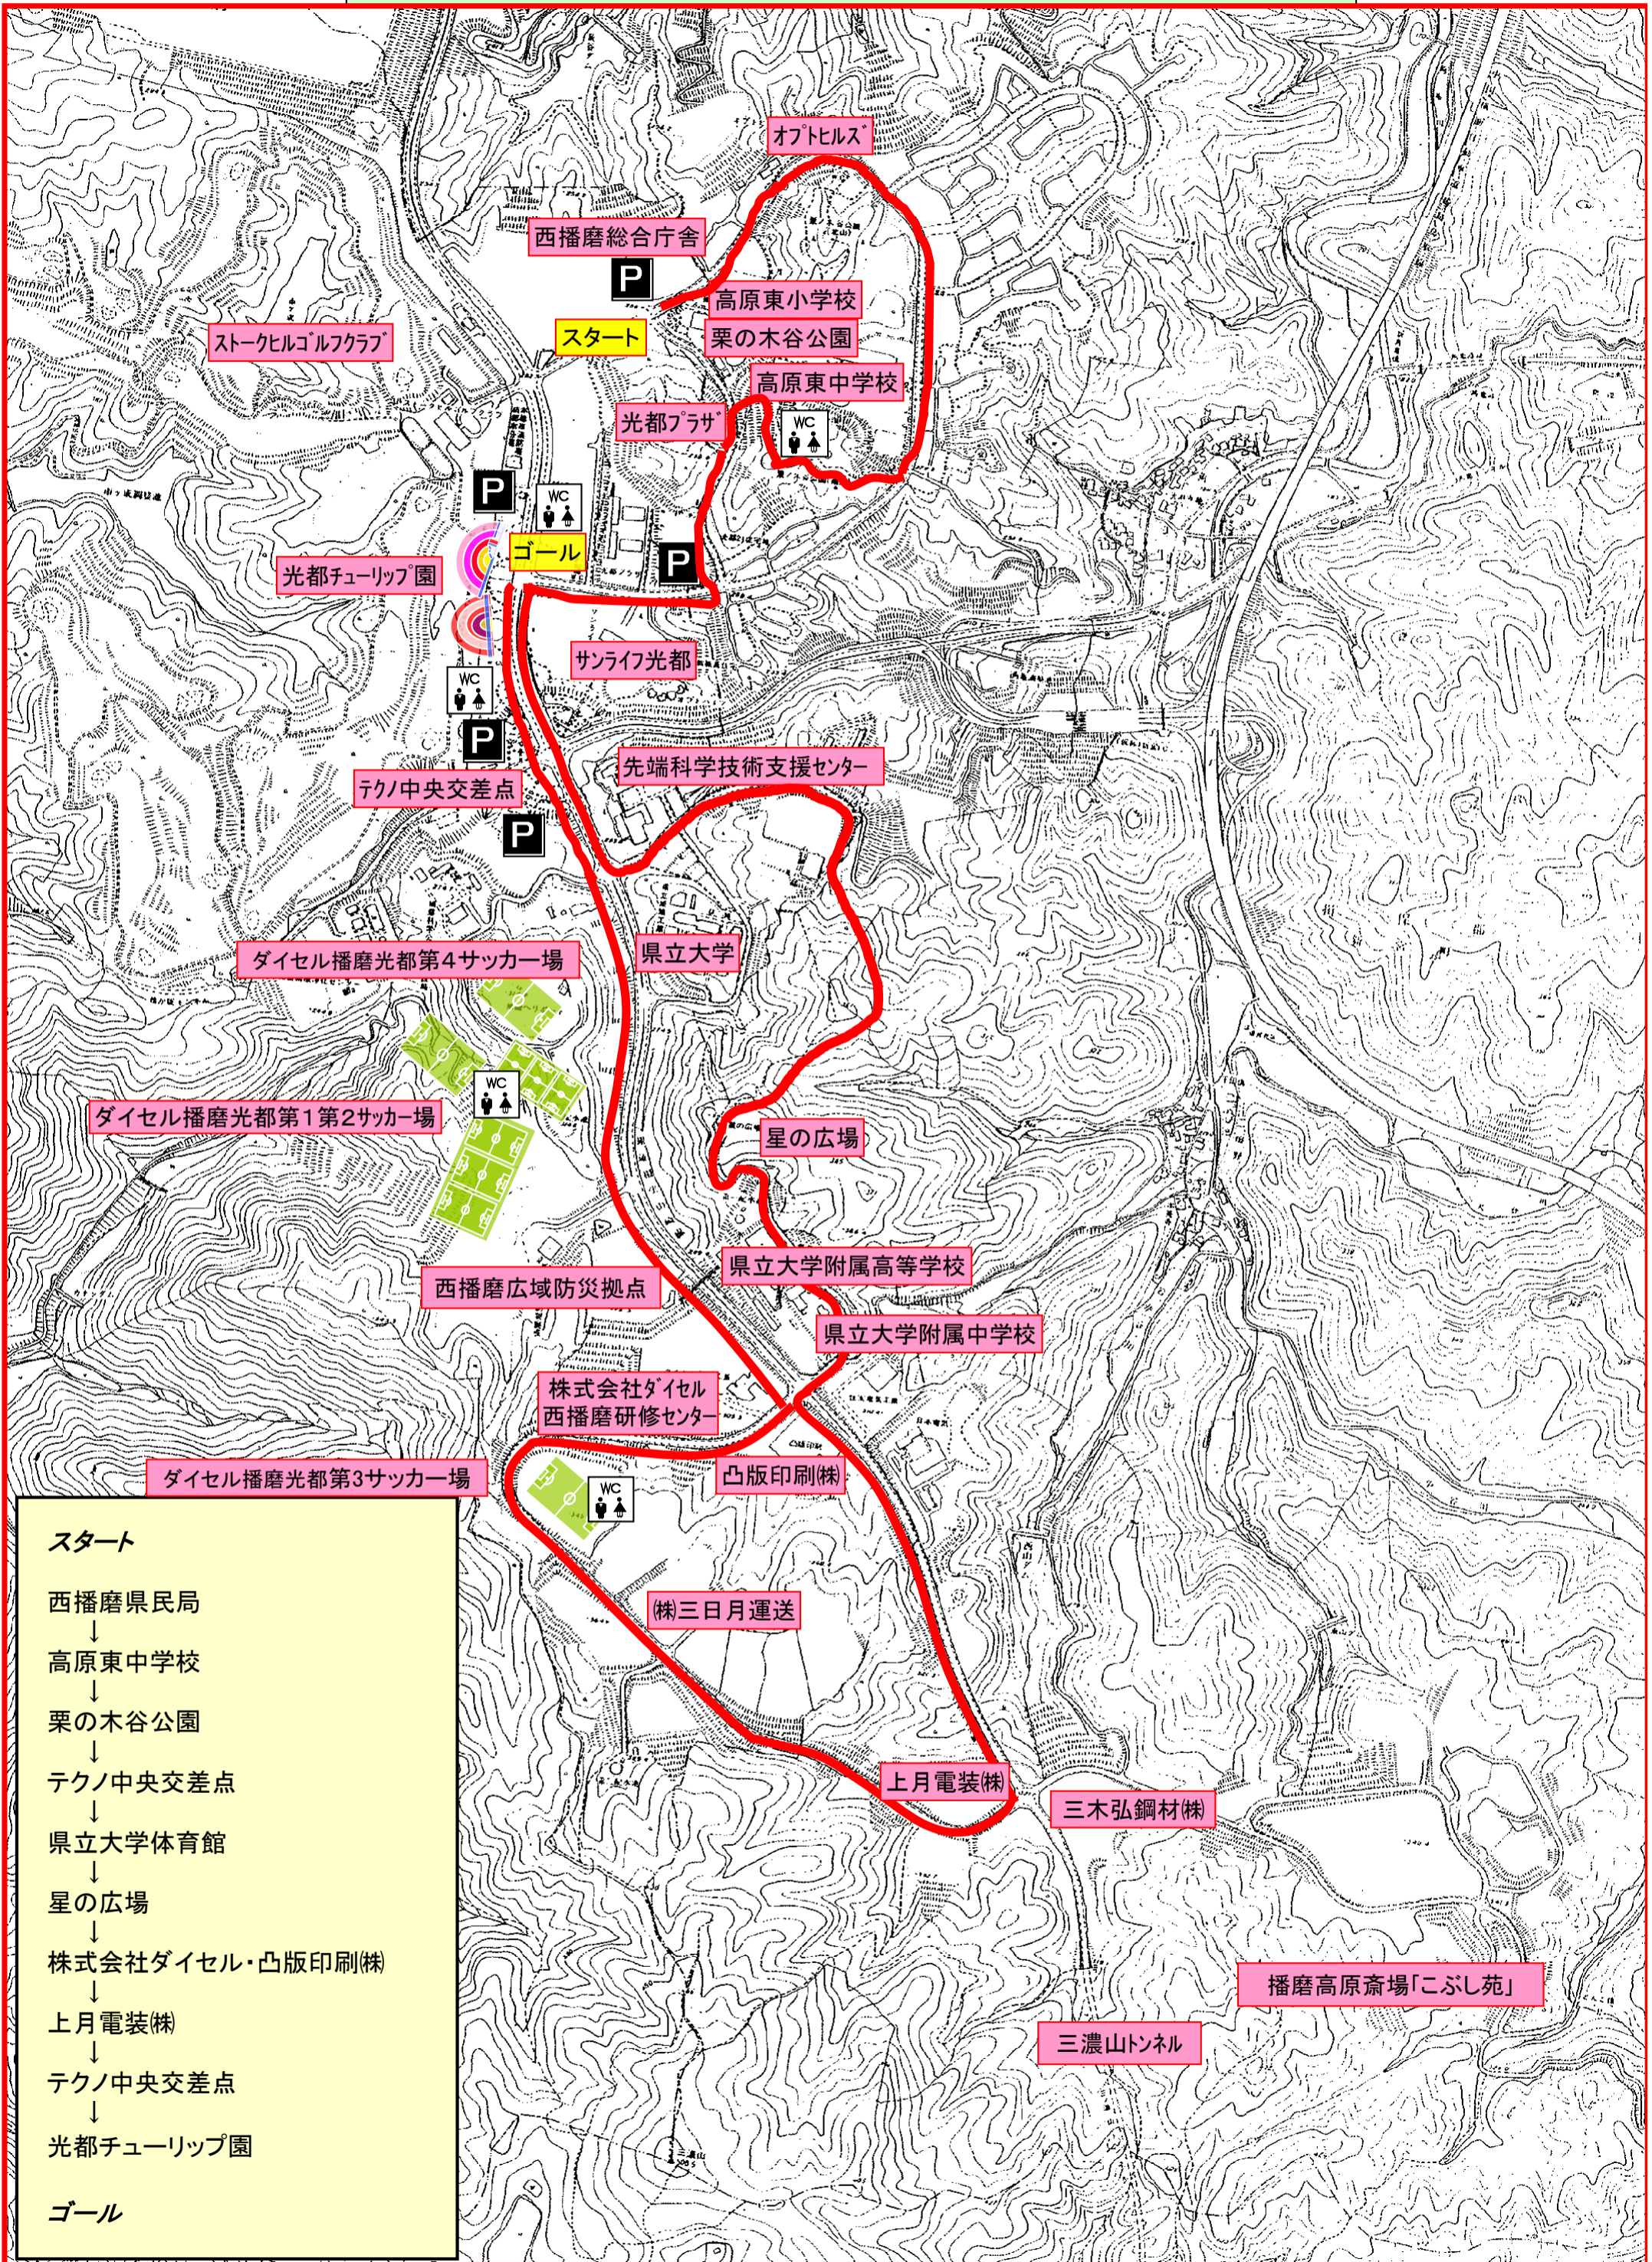 オプトヒルズ
西播磨総合庁舎
P
高原東小学校
スタート
栗の木谷公園
ストークヒルゴルフクラブ
高原東中学校
光都プラザ
WC
P
WC
ゴール
P
光都チューリップ園
サンライフ光都
WC
P
先端科学技術支援センター
テクノ中央交差点
P
県立大学
ダイセル播磨光都第4サッカー場
WC
ダイセル播磨光都第1第2サッカー場
星の広場
県立大学附属高等学校
西播磨広域防災拠点
県立大学附属中学校
株式会社ダイセル
西播磨研修センター
凸版印刷㈱
ダイセル播磨光都第3サッカー場
WC
㈱三日月運送
上月電装㈱
三木弘鋼材㈱
播磨高原斎場「こぶし苑」
三濃山トンネル
三濃山
スタート
西播磨県民局
↓
高原東中学校
↓
栗の木谷公園
↓
テクノ中央交差点
↓
県立大学体育館
↓
星の広場
↓
株式会社ダイセル・凸版印刷㈱
↓
上月電装㈱
↓
テクノ中央交差点
↓
光都チューリップ園
ゴール